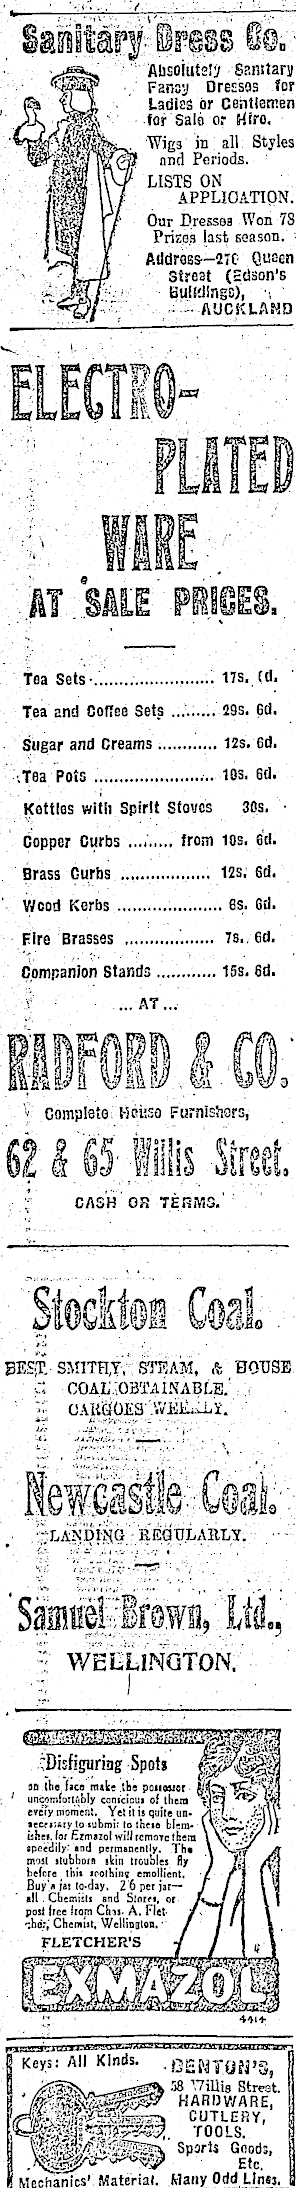 Sanitary Dress Co.
Absolutely Sanitary
Fancy Dresses for
Ladies or Gentlemen
for Sale or Hire.
Wigs in all Styles
and Periods.
LISTS ON
APPLICATION.
Our Dresses Won 78
Prizes last season.
Address—276 Queen
Street (Edson's
Buildings),
AUCKLAND
ELECTRO-
PLATED
WARE
AT SALE PRICES.
Tea Sets ........................ 17s. 6d.
Tea and Coffee Sets ......... 29s. 6d.
Sugar and Creams ............ 12s. 6d.
Tea Pots ........................ 10s. 6d.
Kettles with Spirit Stoves 30s.
Copper Curbs ......... from 10s. 6d.
Brass Curbs .................. 12s. 6d.
Wood Kerbs ..................... 6s. 6d.
Fire Brasses .................. 7s. 6d.
Companion Stands ............ 15s. 6d.
... AT ...
RADFORD & CO.
Complete House Furnishers,
62 & 65 Willis Street.
CASH OR TERMS.
Stockton Coal.
BEST SMITHY, STEAM, & HOUSE
COAL OBTAINABLE.
CARGOES WEEKLY.
Newcastle Coal.
LANDING REGULARLY.
Samuel Brown, Ltd.,
WELLINGTON.
Disfiguring Spots
on the face make the possessor
uncomfortably conscious of them
every moment. Yet it is quite un-
necessary to submit to these blem-
ishes, for Exmazol will remove them
speedily and permanently. The
most stubborn skin troubles fly
before this soothing emollient.
Buy a jar to-day. 2/6 per jar—
all Chemists and Stores, or
post free from Chas. A. Flet-
cher, Chemist, Wellington.
FLETCHER'S
EXMAZOL
4414
Keys: All Kinds.
DENTON'S,
58 Willis Street.
HARDWARE,
CUTLERY,
TOOLS.
Sports Goods,
Etc.
Mechanics' Material. Many Odd Lines.